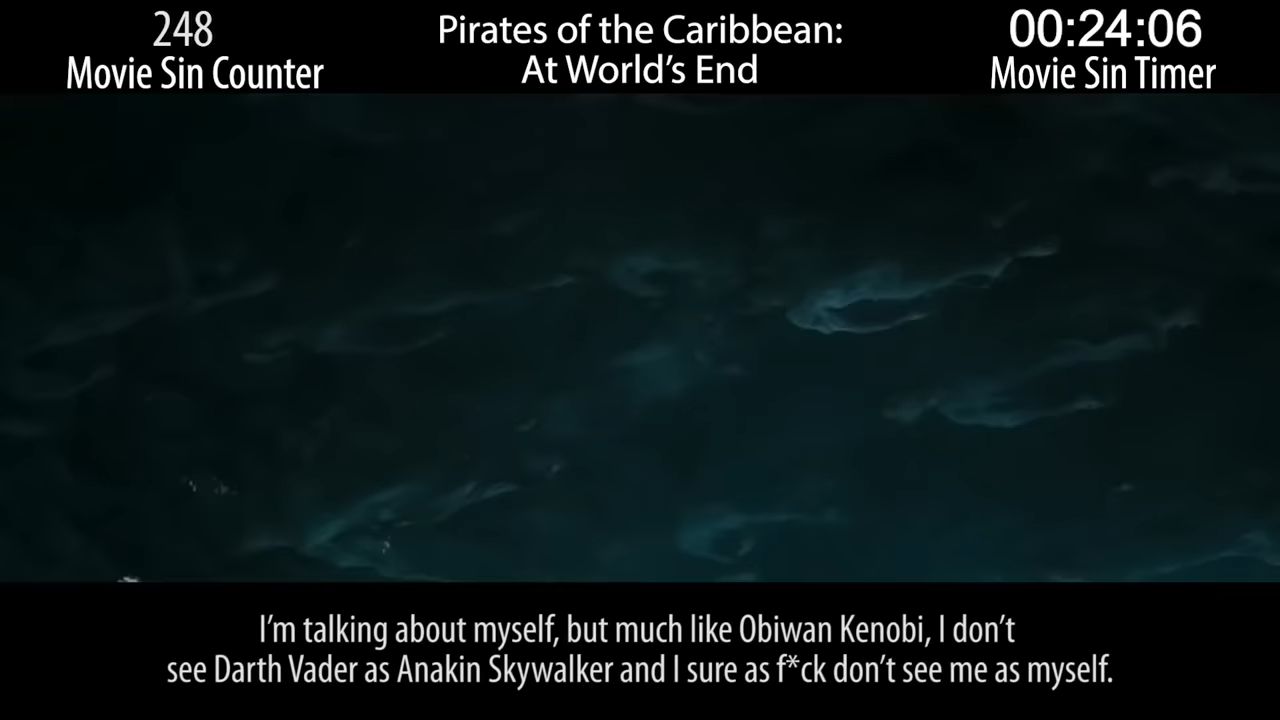 248
Movie Sin Counter
Pirates of the Caribbean:
At World's End
00:24:06
Movie Sin Timer
I'm talking about myself, but much like Obiwan Kenobi, I don't
see Darth Vader as Anakin Skywalker and I sure as f*ck don't see me as myself.